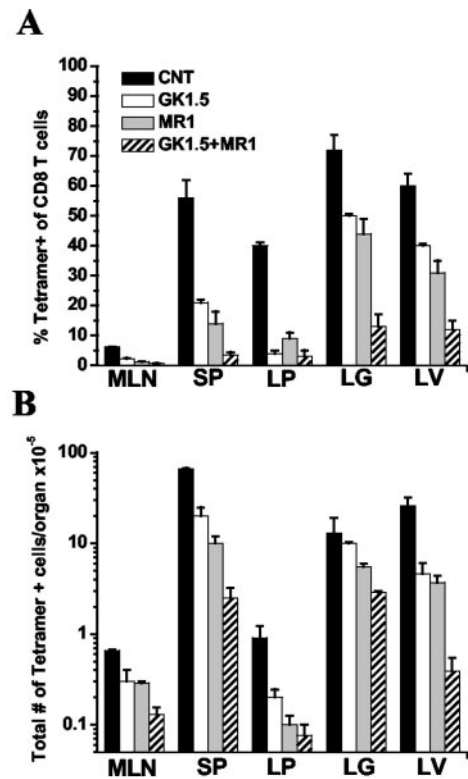 A
CNT
GK1.5
MR1
GK1.5+MR1
% Tetramer+ of CD8 T cells
100
90
80
70
60
50
40
30
20
10
0
MLN SP LP LG LV
B
Total # of Tetramer + cells/organ x10-5
100
10
1
0.1
MLN SP LP LG LV